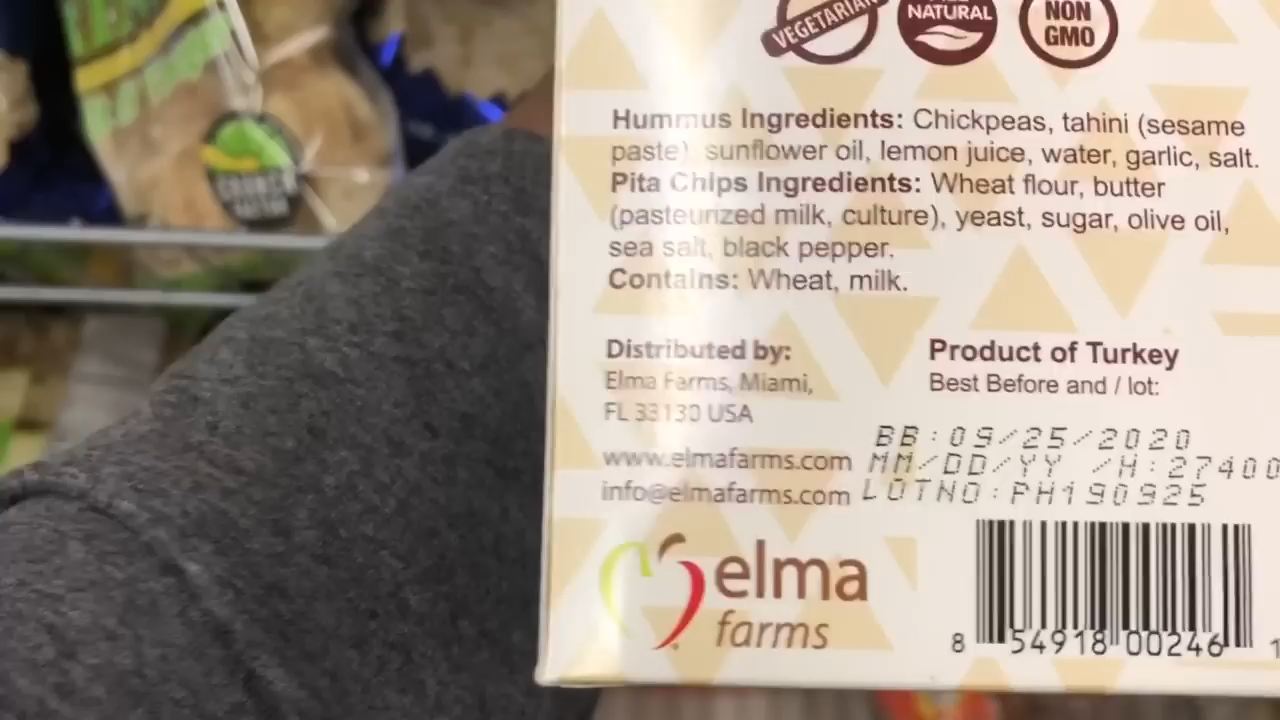 VEGETARIAN
NATURAL
NON
GMO
Hummus Ingredients: Chickpeas, tahini (sesame
paste) sunflower oil, lemon juice, water, garlic, salt.
Pita Chips Ingredients: Wheat flour, butter
(pasteurized milk, culture), yeast, sugar, olive oil,
sea salt, black pepper.
Contains: Wheat, milk.
Distributed by:
Elma Farms, Miami,
FL 33130 USA
www.elmafarms.com
info@elmafarms.com
Product of Turkey
Best Before and / lot:
BB:09/25/2020
MM/DD/YY /H:27400
LOTNO:PH190925
elma
farms
8 54918 00246 1